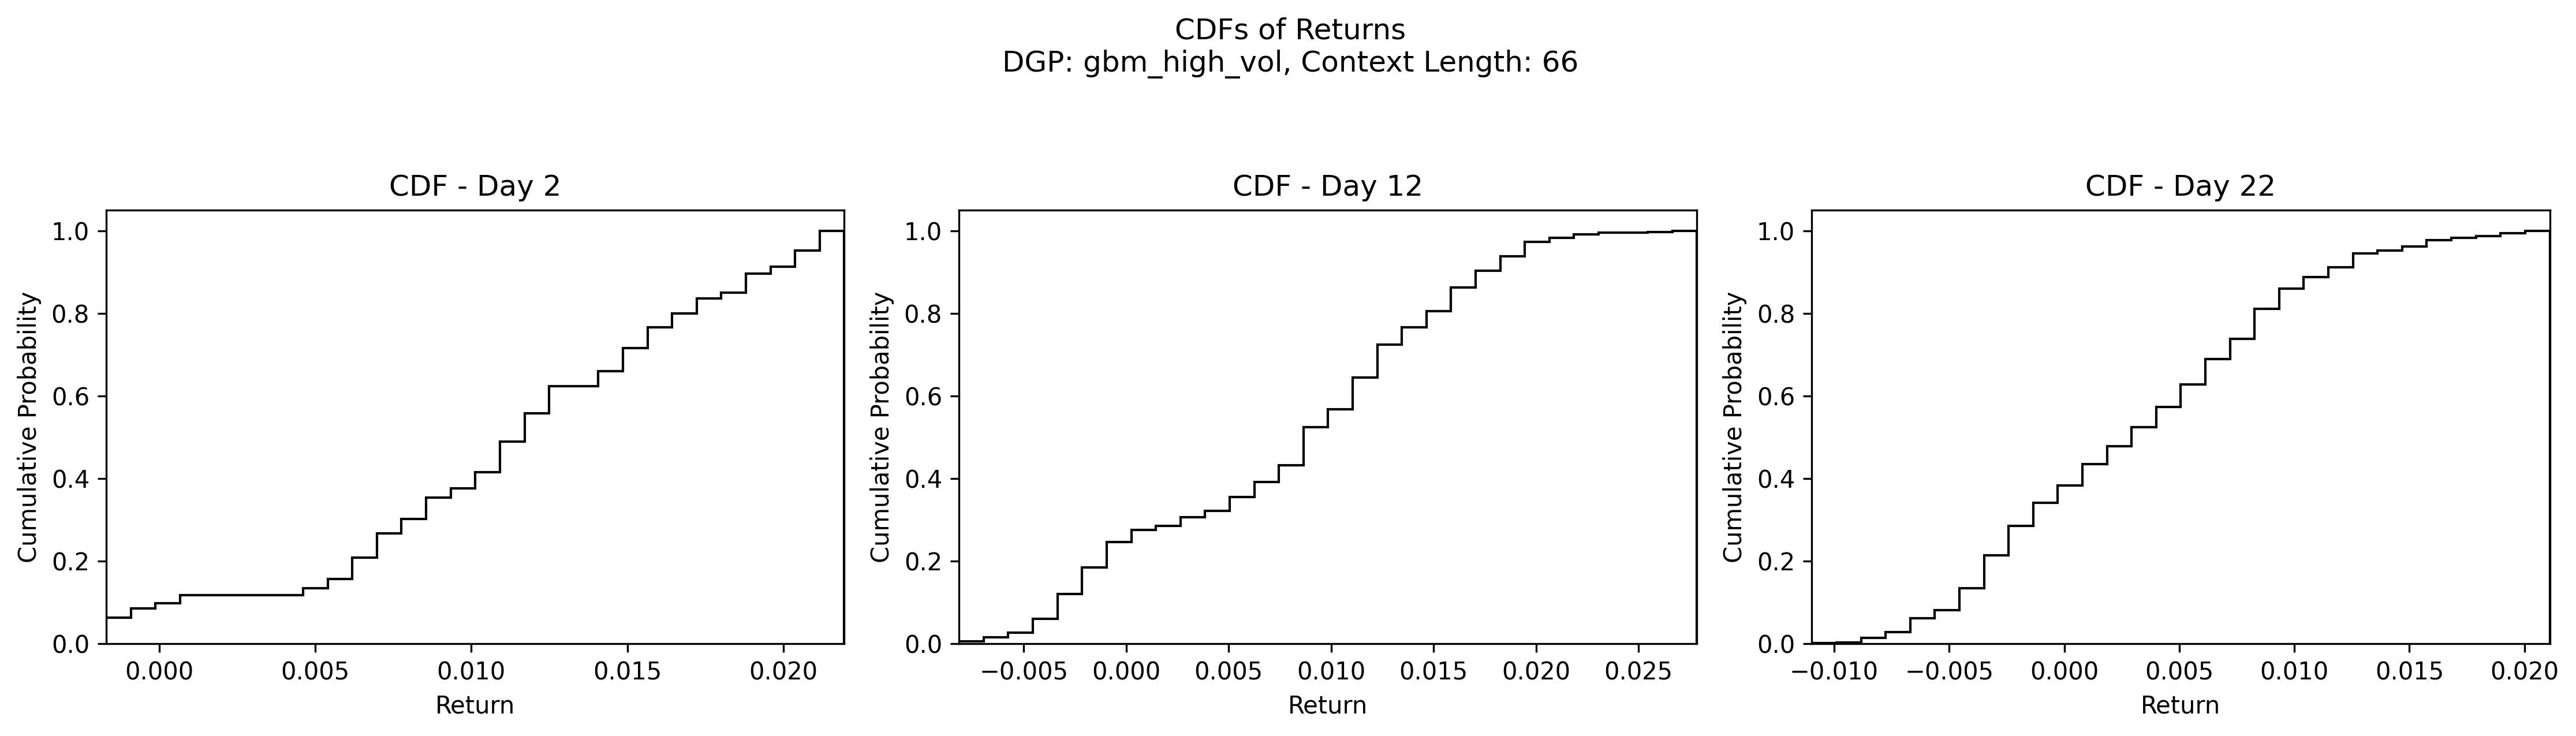 CDFs of Returns
DGP: gbm_high_vol, Context Length: 66
CDF - Day 2
1.0
0.8
0.6
0.4
0.2
0.0
Cumulative Probability
0.000 0.005 0.010 0.015 0.020
Return
CDF - Day 12
1.0
0.8
0.6
0.4
0.2
0.0
Cumulative Probability
−0.005 0.000 0.005 0.010 0.015 0.020 0.025
Return
CDF - Day 22
1.0
0.8
0.6
0.4
0.2
0.0
Cumulative Probability
−0.010 −0.005 0.000 0.005 0.010 0.015 0.020
Return